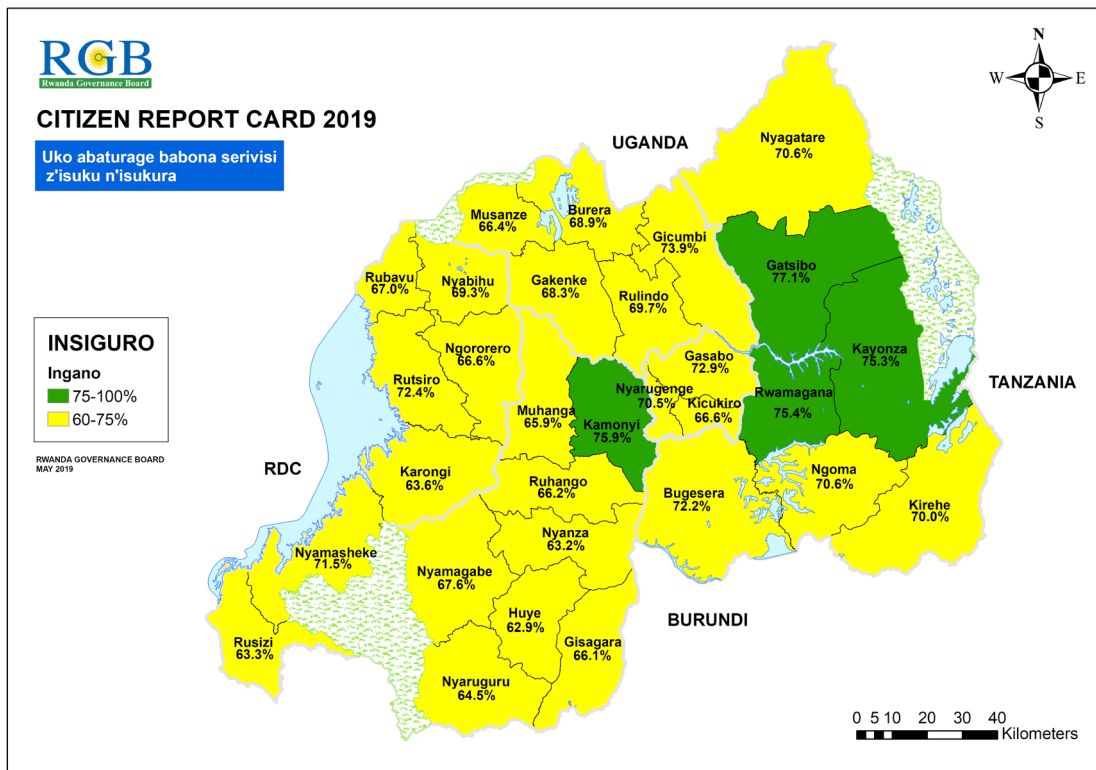 RGB
Rwanda Governance Board
CITIZEN REPORT CARD 2019
Uko abaturage babona serivisi
z'isuku n'isukura
N
W
E
S
UGANDA
Nyagatare
70.6%
Musanze
66.4%
Burera
68.9%
Gicumbi
73.9%
Gatsibo
77.1%
Rubavu
67.0%
Nyabihu
69.3%
Gakenke
68.3%
Rulindo
69.7%
INSIGURO
Ingano
75-100%
60-75%
RWANDA GOVERNANCE BOARD
MAY 2019
Ngororero
66.6%
Rutsiro
72.4%
Gasabo
72.9%
Kayonza
75.3%
TANZANIA
Nyarugenge
70.5%
Kicukiro
66.6%
Rwamagana
75.4%
Muhanga
65.9%
Kamonyi
75.9%
RDC
Karongi
63.6%
Ruhango
66.2%
Bugesera
72.2%
Ngoma
70.6%
Kirehe
70.0%
Nyamasheke
71.5%
Nyamagabe
67.6%
Nyanza
63.2%
Huye
62.9%
BURUNDI
Rusizi
63.3%
Gisagara
66.1%
Nyaruguru
64.5%
0 5 10 20 30 40
Kilometers